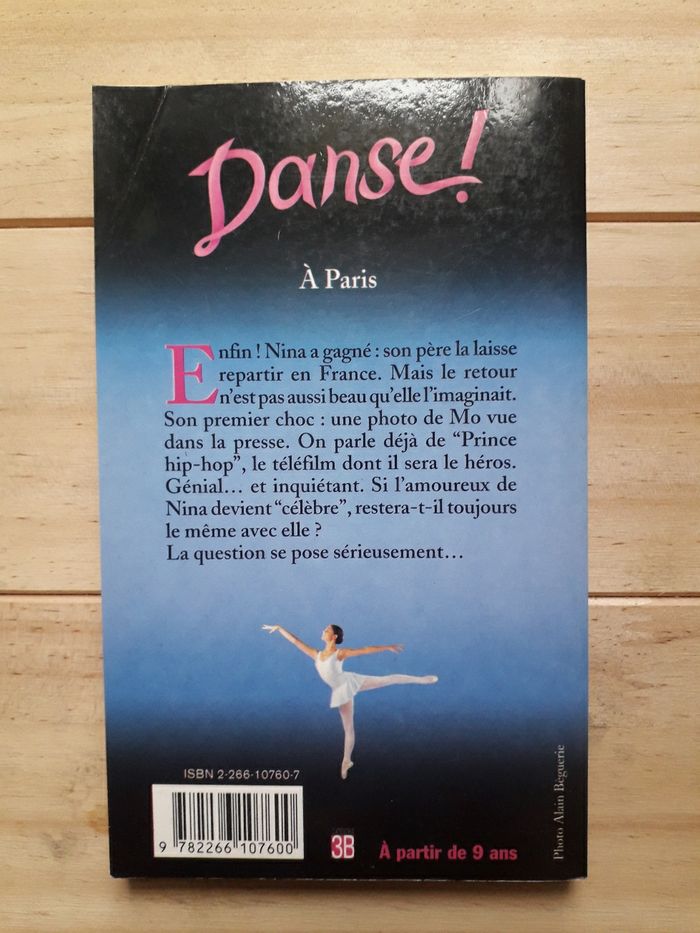 Danse !
À Paris
Enfin ! Nina a gagné : son père la laisse
repartir en France. Mais le retour
n'est pas aussi beau qu'elle l'imaginait.
Son premier choc : une photo de Mo vue
dans la presse. On parle déjà de “Prince
hip-hop”, le téléfilm dont il sera le héros.
Génial… et inquiétant. Si l'amoureux de
Nina devient “célèbre”, restera-t-il toujours
le même avec elle ?
La question se pose sérieusement…
ISBN 2-266-10760-7
9 782266 107600
3B
À partir de 9 ans
Photo Alain Béguerie